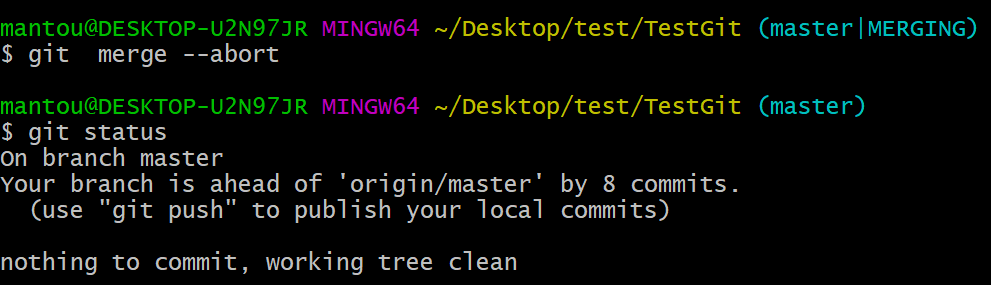 mantou@DESKTOP-U2N97JR MINGW64 ~/Desktop/test/TestGit (master|MERGING)
$ git  merge --abort
mantou@DESKTOP-U2N97JR MINGW64 ~/Desktop/test/TestGit (master)
$ git status
On branch master
Your branch is ahead of 'origin/master' by 8 commits.
  (use "git push" to publish your local commits)
nothing to commit, working tree clean